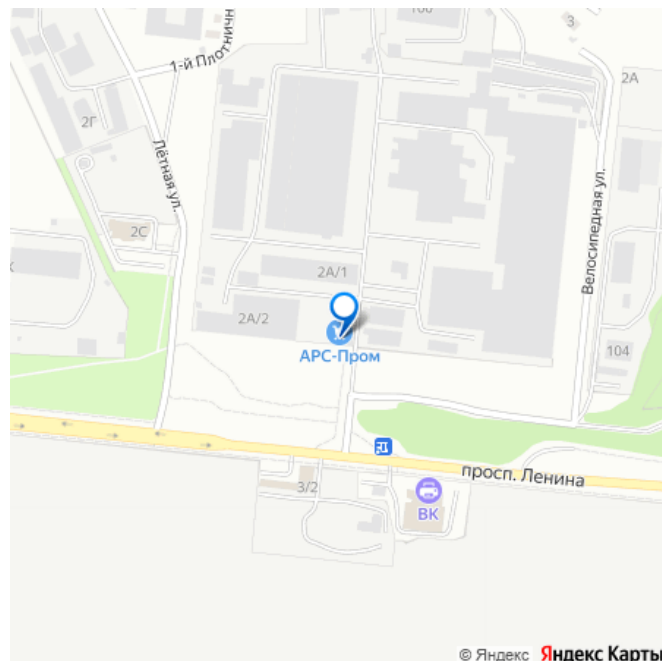 3
1-й Плотничн
2А
2Г
Лётная ул.
Велосипедная ул.
2С
2А/1
2А/2
АРС-Пром
104
просп. Ленина
3/2
ВК
© Яндекс Яндекс Карты